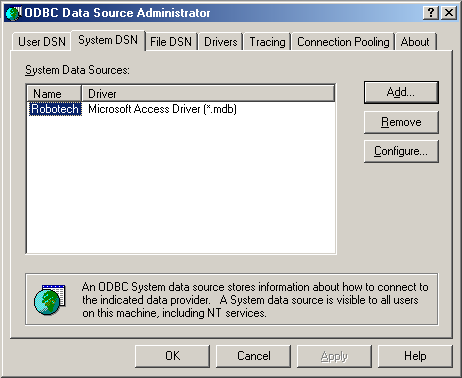 ODBC Data Source Administrator
User DSN System DSN File DSN Drivers Tracing Connection Pooling About
System Data Sources:
Name Driver
Robotech Microsoft Access Driver (*.mdb)
Add...
Remove
Configure...
An ODBC System data source stores information about how to connect to
the indicated data provider. A System data source is visible to all users
on this machine, including NT services.
OK Cancel Apply Help